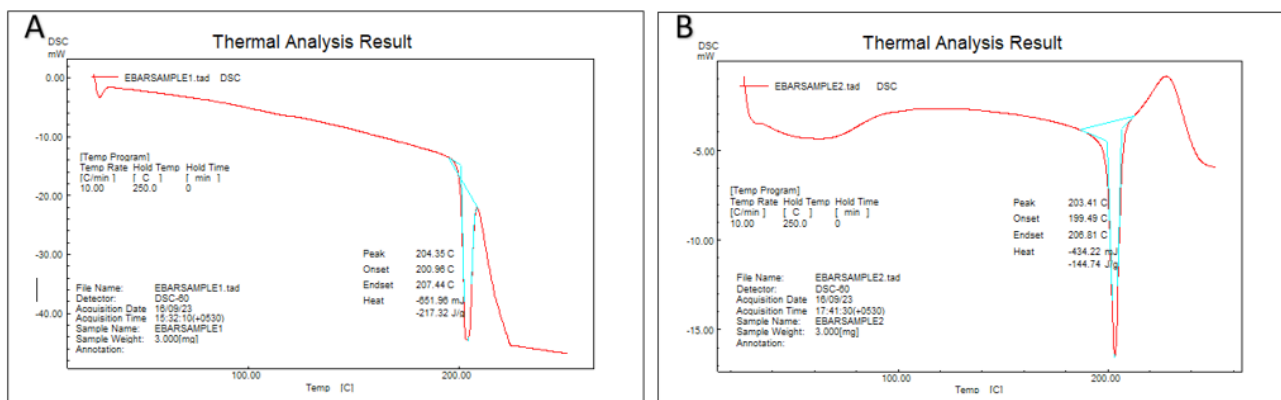 A
Thermal Analysis Result
DSC
mW
EBARSAMPLE1.tad DSC
0.00
-10.00
-20.00
-30.00
-40.00
[Temp Program]
Temp Rate Hold Temp Hold Time
[C/min ] [ C ] [ min ]
10.00 250.0 0
Peak 204.35 C
Onset 200.96 C
Endset 207.44 C
Heat -651.96 mJ
-217.32 J/g
File Name: EBARSAMPLE1.tad
Detector: DSC-60
Acquisition Date 16/09/23
Acquisition Time 15:32:10(+0530)
Sample Name: EBARSAMPLE1
Sample Weight: 3.000[mg]
Annotation:
100.00 200.00
Temp [C]
B
Thermal Analysis Result
DSC
mW
EBARSAMPLE2.tad DSC
-5.00
-10.00
-15.00
[Temp Program]
Temp Rate Hold Temp Hold Time
[C/min ] [ C ] [ min ]
10.00 250.0 0
Peak 203.41 C
Onset 199.49 C
Endset 206.81 C
Heat -434.22 mJ
-144.74 J/g
File Name: EBARSAMPLE2.tad
Detector: DSC-60
Acquisition Date 16/09/23
Acquisition Time 17:41:30(+0530)
Sample Name: EBARSAMPLE2
Sample Weight: 3.000[mg]
Annotation:
100.00 200.00
Temp [C]